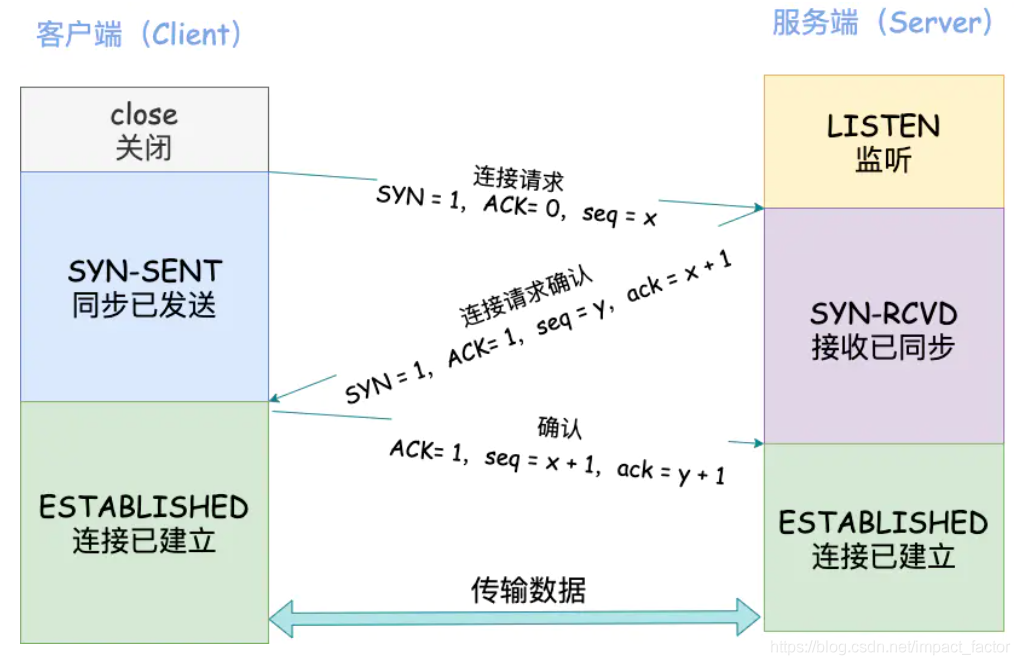 客户端（Client）
服务端（Server）
close
关闭
LISTEN
监听
连接请求
SYN = 1，ACK= 0，seq = x
SYN-SENT
同步已发送
连接请求确认
SYN = 1，ACK= 1，seq = y，ack = x + 1
SYN-RCVD
接收已同步
确认
ACK= 1，seq = x + 1，ack = y + 1
ESTABLISHED
连接已建立
ESTABLISHED
连接已建立
传输数据
https://blog.csdn.net/impact_factor